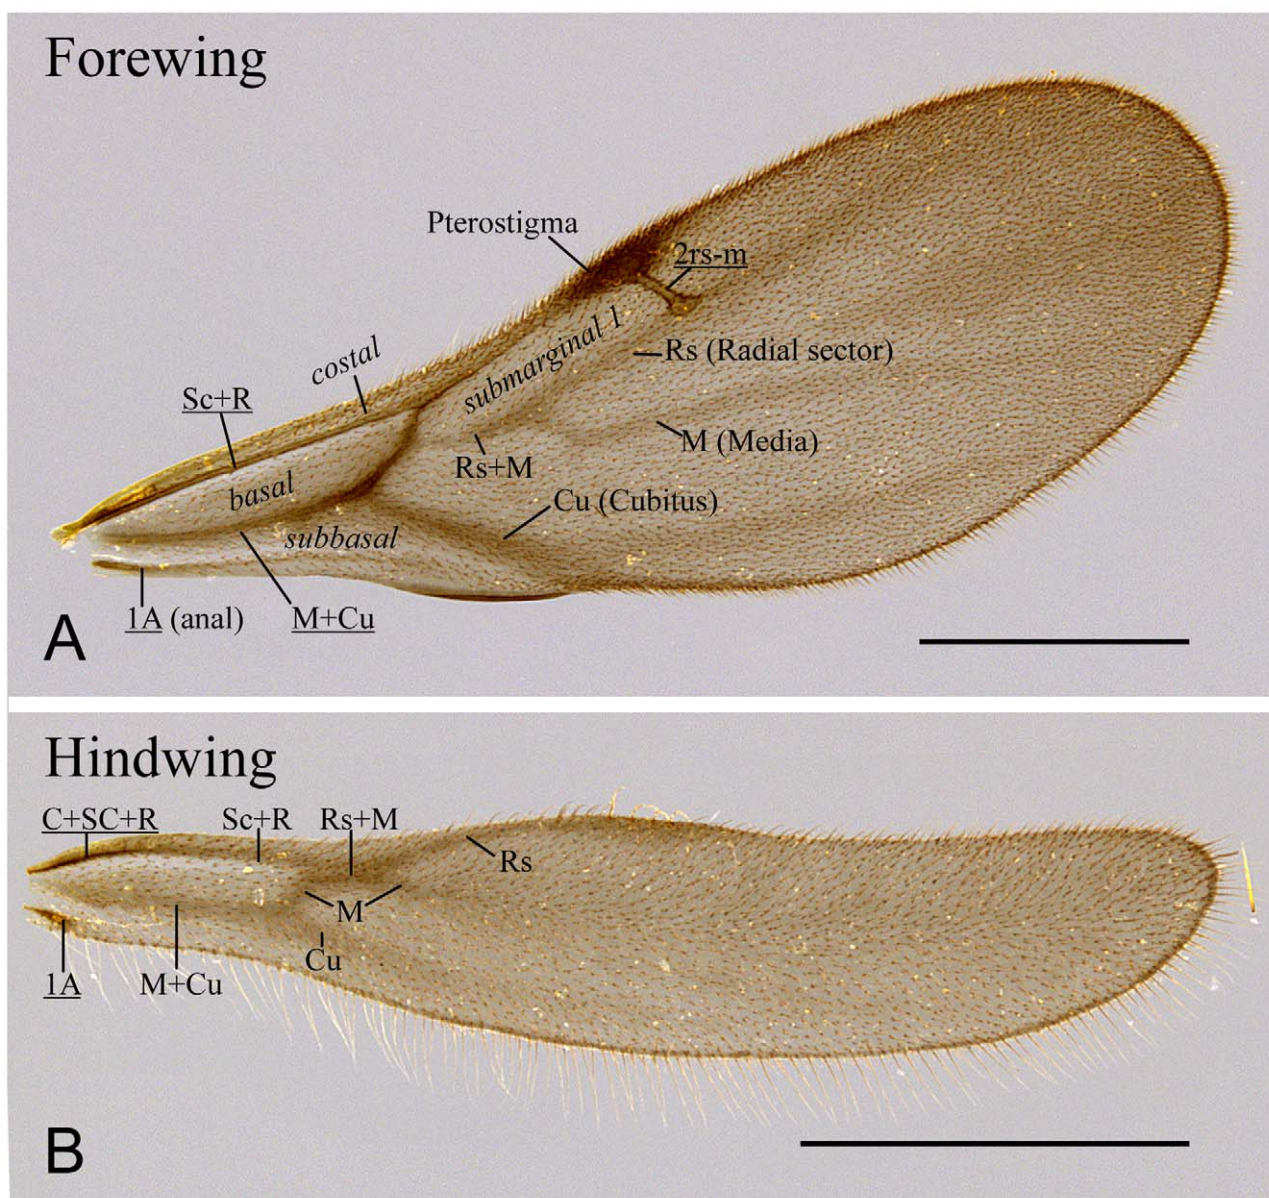 Forewing
Pterostigma
2rs-m
costal
submarginal 1
Rs (Radial sector)
Sc+R
M (Media)
Rs+M
basal
Cu (Cubitus)
subbasal
1A (anal)
M+Cu
A
Hindwing
C+SC+R
Sc+R
Rs+M
Rs
M
Cu
1A
M+Cu
B